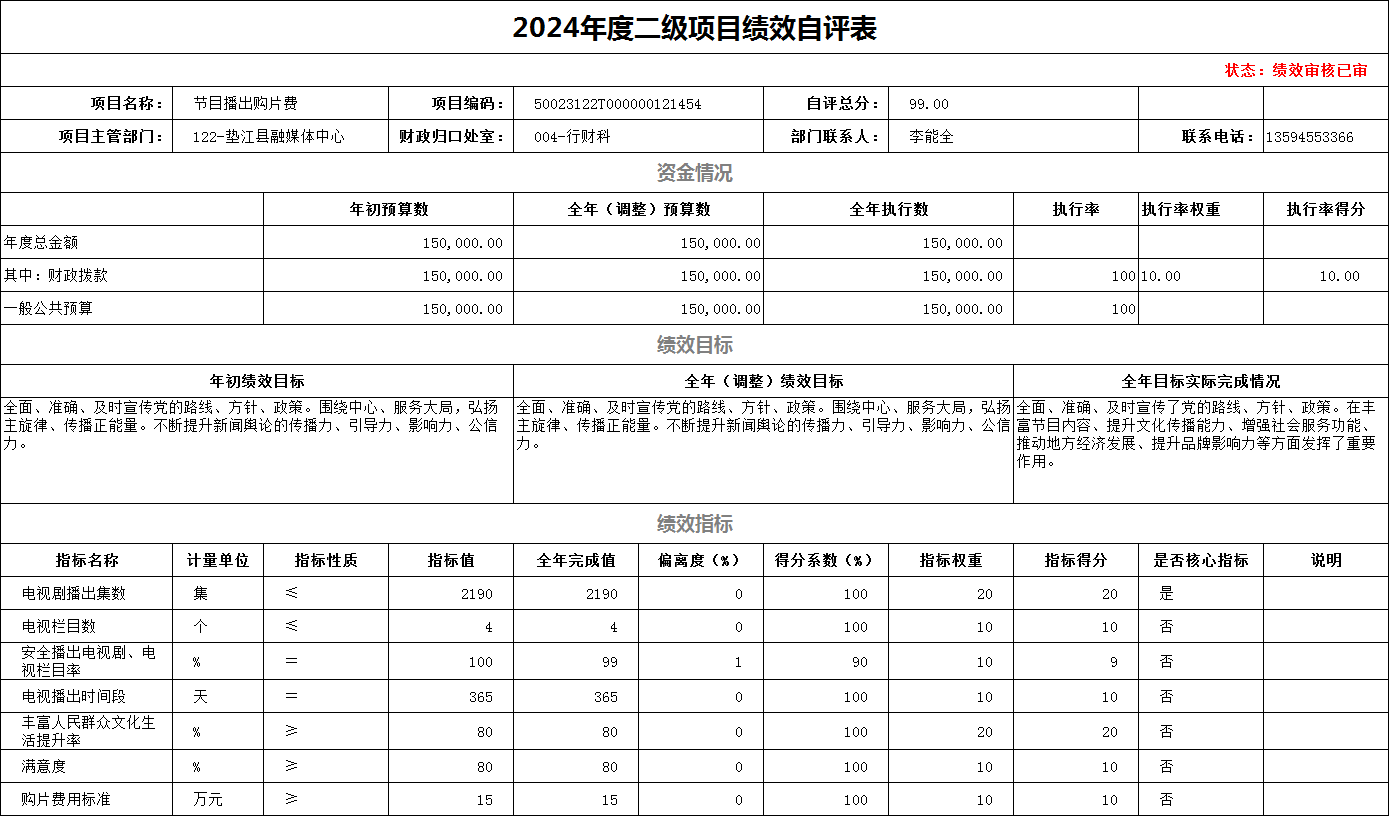 2024年度二级项目绩效自评表
状态：绩效审核已审
项目名称： 节目播出购片费 项目编码： 50023122T000000121454 自评总分： 99.00
项目主管部门： 122-垫江县融媒体中心 财政归口处室： 004-行财科 部门联系人： 李能全 联系电话： 13594553366
资金情况
年初预算数 全年（调整）预算数 全年执行数 执行率 执行率权重 执行率得分
年度总金额 150,000.00 150,000.00 150,000.00
其中：财政拨款 150,000.00 150,000.00 150,000.00 100 10.00 10.00
一般公共预算 150,000.00 150,000.00 150,000.00 100
绩效目标
年初绩效目标 全年（调整）绩效目标 全年目标实际完成情况
全面、准确、及时宣传党的路线、方针、政策。围绕中心、服务大局，弘扬
主旋律、传播正能量。不断提升新闻舆论的传播力、引导力、影响力、公信
力。
全面、准确、及时宣传党的路线、方针、政策。围绕中心、服务大局，弘扬
主旋律、传播正能量。不断提升新闻舆论的传播力、引导力、影响力、公信
力。
全面、准确、及时宣传了党的路线、方针、政策。在丰
富节目内容、提升文化传播能力、增强社会服务功能、
推动地方经济发展、提升品牌影响力等方面发挥了重要
作用。
绩效指标
指标名称 计量单位 指标性质 指标值 全年完成值 偏离度（%） 得分系数（%） 指标权重 指标得分 是否核心指标 说明
电视剧播出集数 集 ≤ 2190 2190 0 100 20 20 是
电视栏目数 个 ≤ 4 4 0 100 10 10 否
安全播出电视剧、电
视栏目率 % ＝ 100 99 1 90 10 9 否
电视播出时间段 天 ＝ 365 365 0 100 10 10 否
丰富人民群众文化生
活提升率 % ≥ 80 80 0 100 20 20 否
满意度 % ≥ 80 80 0 100 10 10 否
购片费用标准 万元 ≥ 15 15 0 100 10 10 否